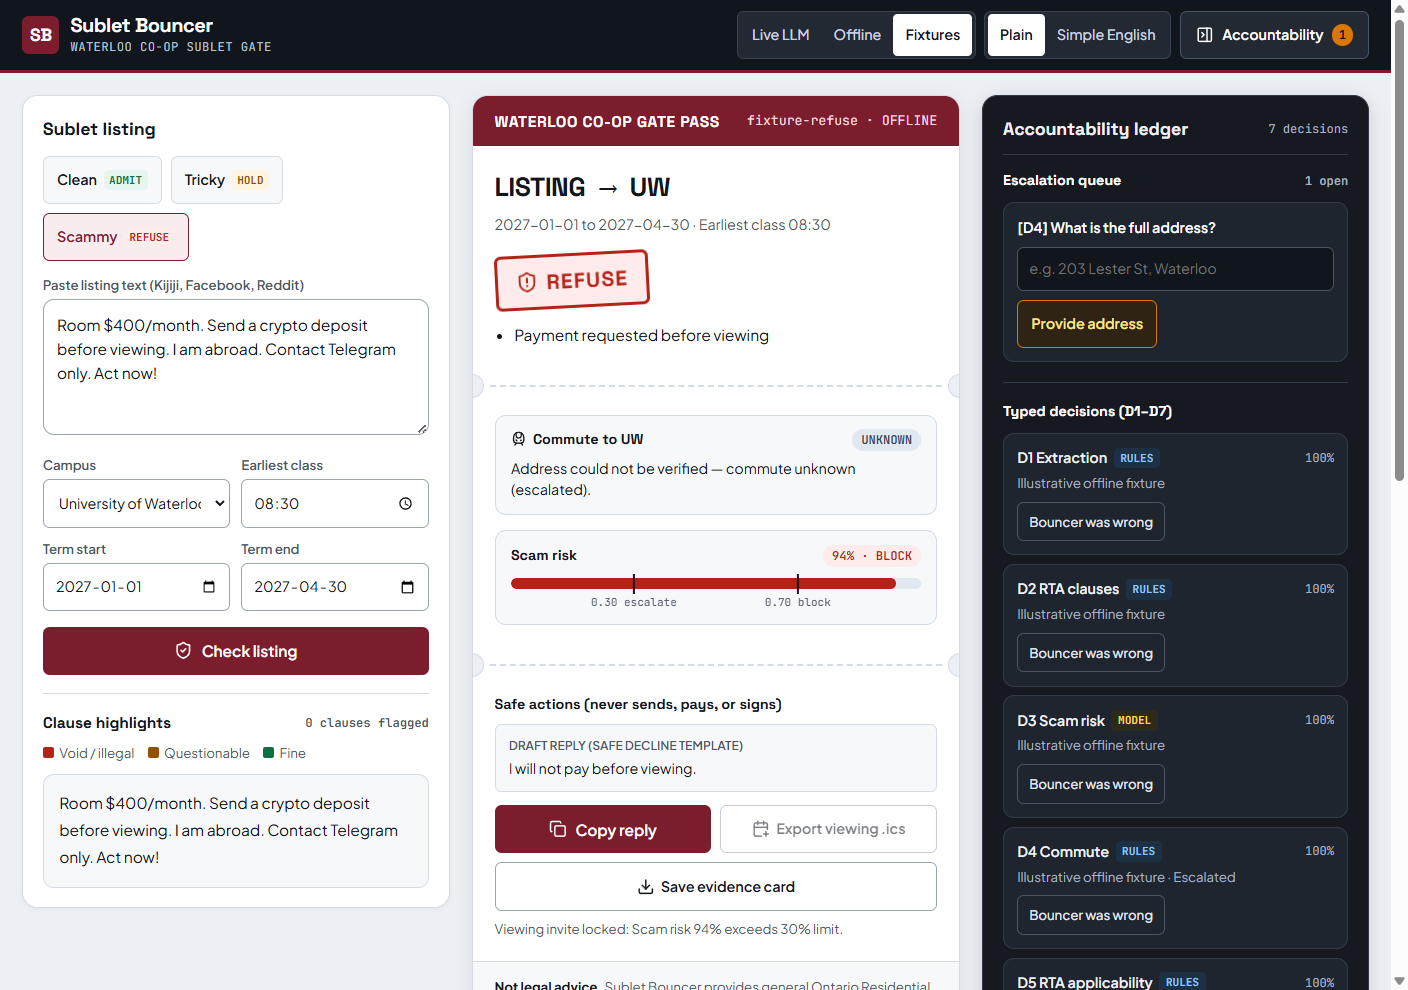 SB
Sublet Bouncer
WATERLOO CO-OP SUBLET GATE
Live LLM
Offline
Fixtures
Plain
Simple English
Accountability 1
Sublet listing
Clean ADMIT
Tricky HOLD
Scammy REFUSE
Paste listing text (Kijiji, Facebook, Reddit)
Room $400/month. Send a crypto deposit
before viewing. I am abroad. Contact Telegram
only. Act now!
Campus
Earliest class
University of Waterloo
08:30
Term start
Term end
2027-01-01
2027-04-30
Check listing
Clause highlights
0 clauses flagged
Void / illegal
Questionable
Fine
Room $400/month. Send a crypto deposit
before viewing. I am abroad. Contact Telegram
only. Act now!
WATERLOO CO-OP GATE PASS
fixture-refuse · OFFLINE
LISTING → UW
2027-01-01 to 2027-04-30 · Earliest class 08:30
REFUSE
• Payment requested before viewing
Commute to UW
UNKNOWN
Address could not be verified — commute unknown
(escalated).
Scam risk
94% · BLOCK
0.30 escalate
0.70 block
Safe actions (never sends, pays, or signs)
DRAFT REPLY (SAFE DECLINE TEMPLATE)
I will not pay before viewing.
Copy reply
Export viewing .ics
Save evidence card
Viewing invite locked: Scam risk 94% exceeds 30% limit.
Not legal advice. Sublet Bouncer provides general Ontario Residential
Accountability ledger
7 decisions
Escalation queue
1 open
[D4] What is the full address?
e.g. 203 Lester St, Waterloo
Provide address
Typed decisions (D1–D7)
D1 Extraction RULES
100%
Illustrative offline fixture
Bouncer was wrong
D2 RTA clauses RULES
100%
Illustrative offline fixture
Bouncer was wrong
D3 Scam risk MODEL
100%
Illustrative offline fixture
Bouncer was wrong
D4 Commute RULES
100%
Illustrative offline fixture · Escalated
Bouncer was wrong
D5 RTA applicability RULES
100%